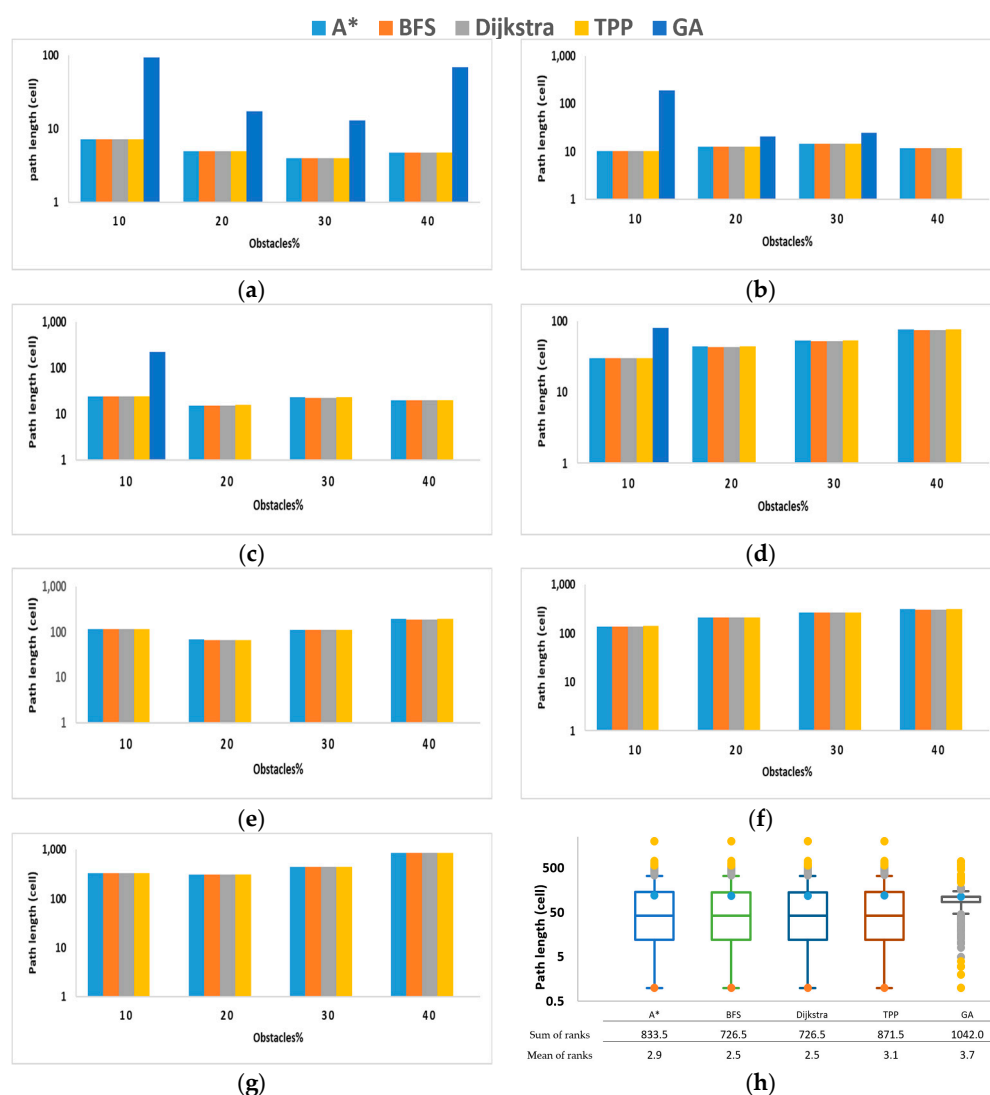 A* BFS Dijkstra TPP GA
100
10
1
path length (cell)
10 20 30 40
Obstacles%
(a)
1,000
100
10
1
Path length (cell)
10 20 30 40
Obstacles%
(b)
1,000
100
10
1
Path length (cell)
10 20 30 40
Obstacles%
(c)
100
10
1
Path length (cell)
10 20 30 40
Obstacles%
(d)
1,000
100
10
1
Path length (cell)
10 20 30 40
Obstacles%
(e)
1,000
100
10
1
Path length (cell)
10 20 30 40
Obstacles%
(f)
1,000
100
10
1
Path length (cell)
10 20 30 40
Obstacles%
(g)
500
50
5
0.5
Path length (cell)
A* BFS Dijkstra TPP GA
Sum of ranks 833.5 726.5 726.5 871.5 1042.0
Mean of ranks 2.9 2.5 2.5 3.1 3.7
(h)